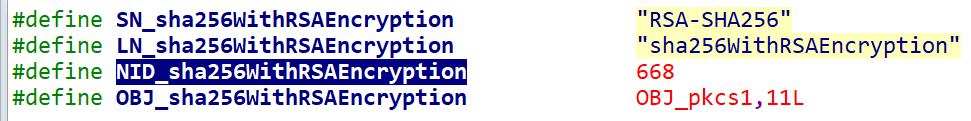 #define SN_sha256WithRSAEncryption "RSA-SHA256"
#define LN_sha256WithRSAEncryption "sha256WithRSAEncryption"
#define NID_sha256WithRSAEncryption 668
#define OBJ_sha256WithRSAEncryption OBJ_pkcs1,11L